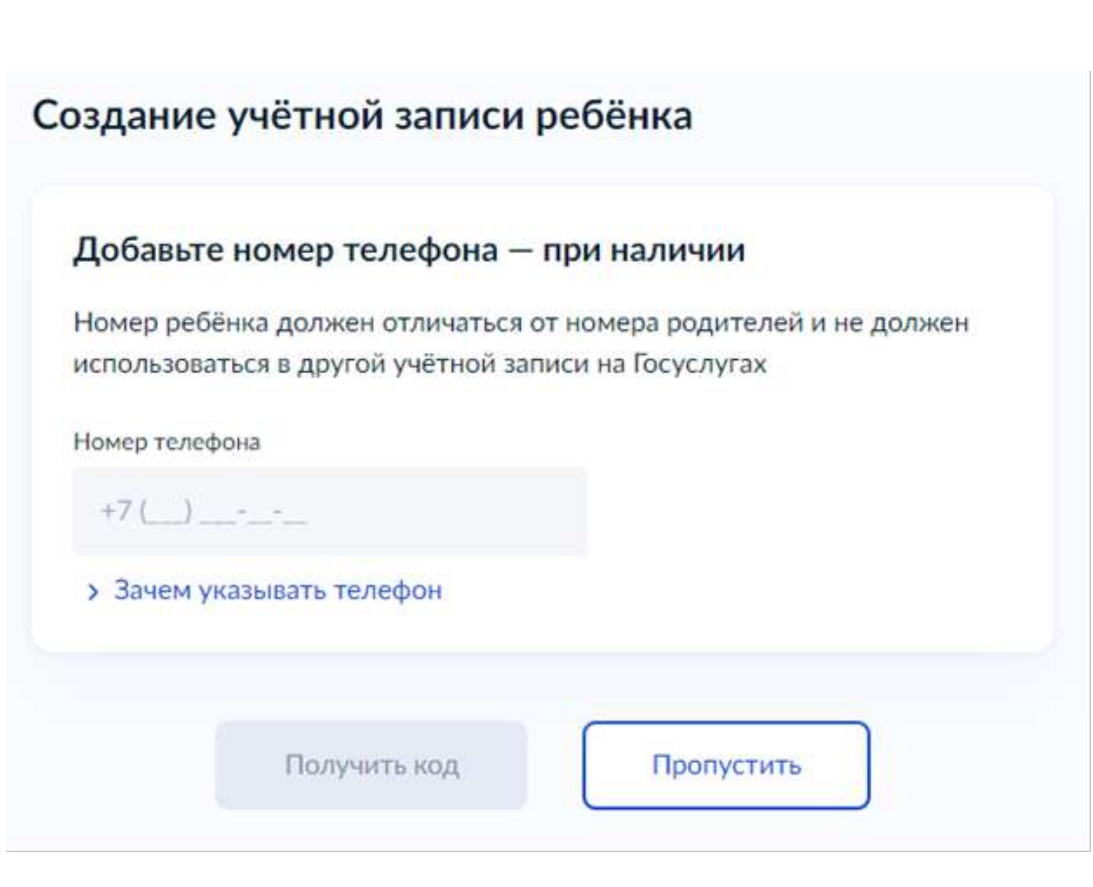 Создание учётной записи ребёнка
Добавьте номер телефона — при наличии
Номер ребёнка должен отличаться от номера родителей и не должен
использоваться в другой учётной записи на Госуслугах
Номер телефона
+7 (___) ___-__-__
Зачем указывать телефон
Получить код
Пропустить